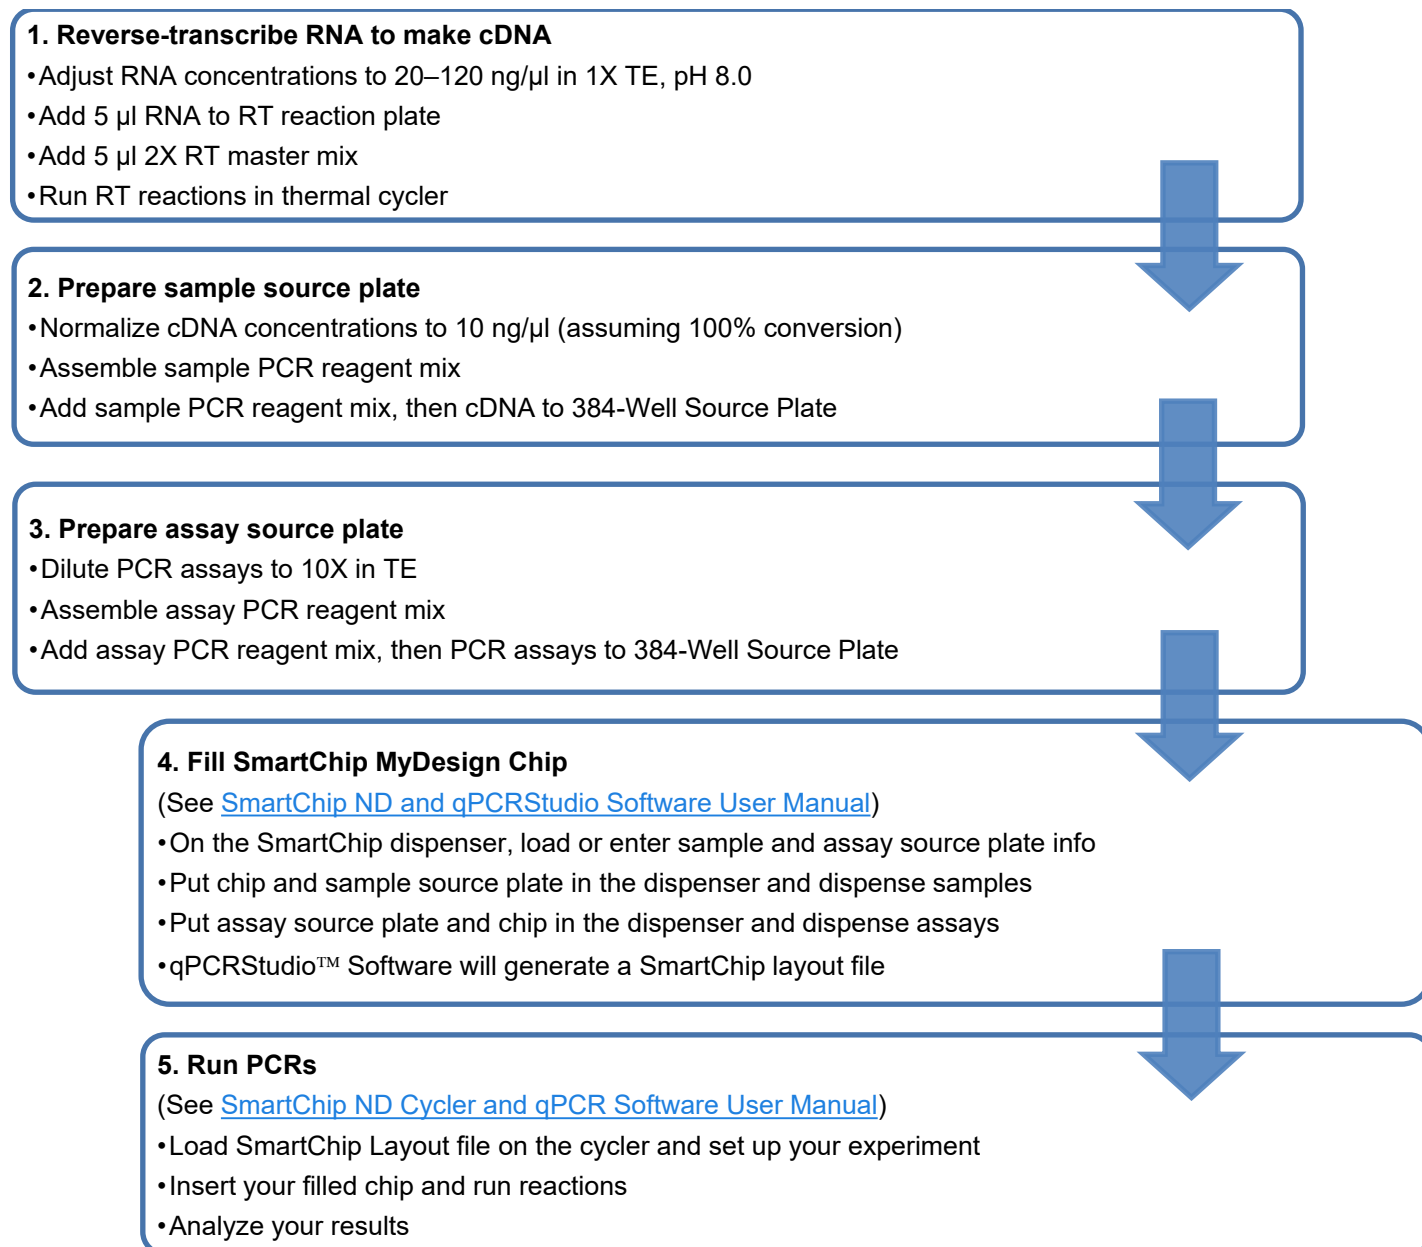 1. Reverse-transcribe RNA to make cDNA
•Adjust RNA concentrations to 20–120 ng/µl in 1X TE, pH 8.0
•Add 5 µl RNA to RT reaction plate
•Add 5 µl 2X RT master mix
•Run RT reactions in thermal cycler
2. Prepare sample source plate
•Normalize cDNA concentrations to 10 ng/µl (assuming 100% conversion)
•Assemble sample PCR reagent mix
•Add sample PCR reagent mix, then cDNA to 384-Well Source Plate
3. Prepare assay source plate
•Dilute PCR assays to 10X in TE
•Assemble assay PCR reagent mix
•Add assay PCR reagent mix, then PCR assays to 384-Well Source Plate
4. Fill SmartChip MyDesign Chip
(See SmartChip ND and qPCRStudio Software User Manual)
•On the SmartChip dispenser, load or enter sample and assay source plate info
•Put chip and sample source plate in the dispenser and dispense samples
•Put assay source plate and chip in the dispenser and dispense assays
•qPCRStudio™ Software will generate a SmartChip layout file
5. Run PCRs
(See SmartChip ND Cycler and qPCR Software User Manual)
•Load SmartChip Layout file on the cycler and set up your experiment
•Insert your filled chip and run reactions
•Analyze your results